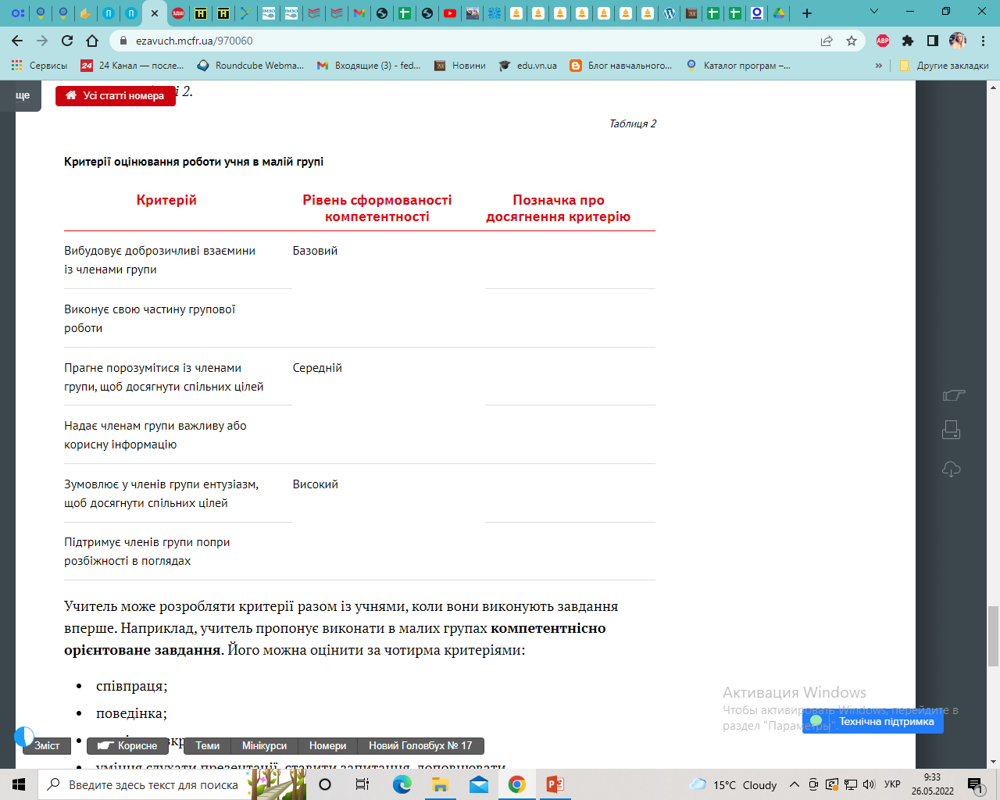 ezavuch.mcfr.ua/970060
Сервисы
24 Канал — после...
Roundcube Webma...
Входящие (3) - fed...
Новини
edu.vn.ua
Блог навчального...
Каталог програм –...
»
Другие закладки
ще
Усі статті номера
і 2.
Таблиця 2
Критерії оцінювання роботи учня в малій групі
Критерій
Рівень сформованості
компетентності
Позначка про
досягнення критерію
Вибудовує доброзичливі взаємини
із членами групи
Базовий
Виконує свою частину групової
роботи
Прагне порозумітися із членами
групи, щоб досягнути спільних цілей
Середній
Надає членам групи важливу або
корисну інформацію
Зумовлює у членів групи ентузіазм,
щоб досягнути спільних цілей
Високий
Підтримує членів групи попри
розбіжності в поглядах
Учитель може розробляти критерії разом із учнями, коли вони виконують завдання
вперше. Наприклад, учитель пропонує виконати в малих групах компетентнісно
орієнтоване завдання. Його можна оцінити за чотирма критеріями:
• співпраця;
• поведінка;
• уміння слухати презентації, ставити запитання, доповнювати
Активация Windows
Чтобы активировать Windows, перейдите в
раздел "Параметры".
Технічна підтримка
Зміст
Корисне
Теми
Мінікурси
Номери
Новий Головбух № 17
Введите здесь текст для поиска
15°C Cloudy
УКР
9:33
26.05.2022
1